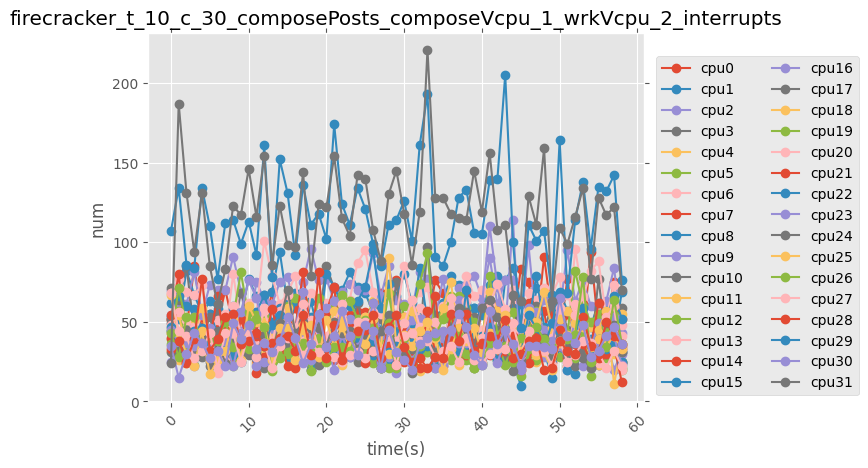 firecracker_t_10_c_30_composePosts_composeVcpu_1_wrkVcpu_2_interrupts
num
200
150
100
50
0
0
10
20
30
40
50
60
time(s)
cpu0
cpu1
cpu2
cpu3
cpu4
cpu5
cpu6
cpu7
cpu8
cpu9
cpu10
cpu11
cpu12
cpu13
cpu14
cpu15
cpu16
cpu17
cpu18
cpu19
cpu20
cpu21
cpu22
cpu23
cpu24
cpu25
cpu26
cpu27
cpu28
cpu29
cpu30
cpu31